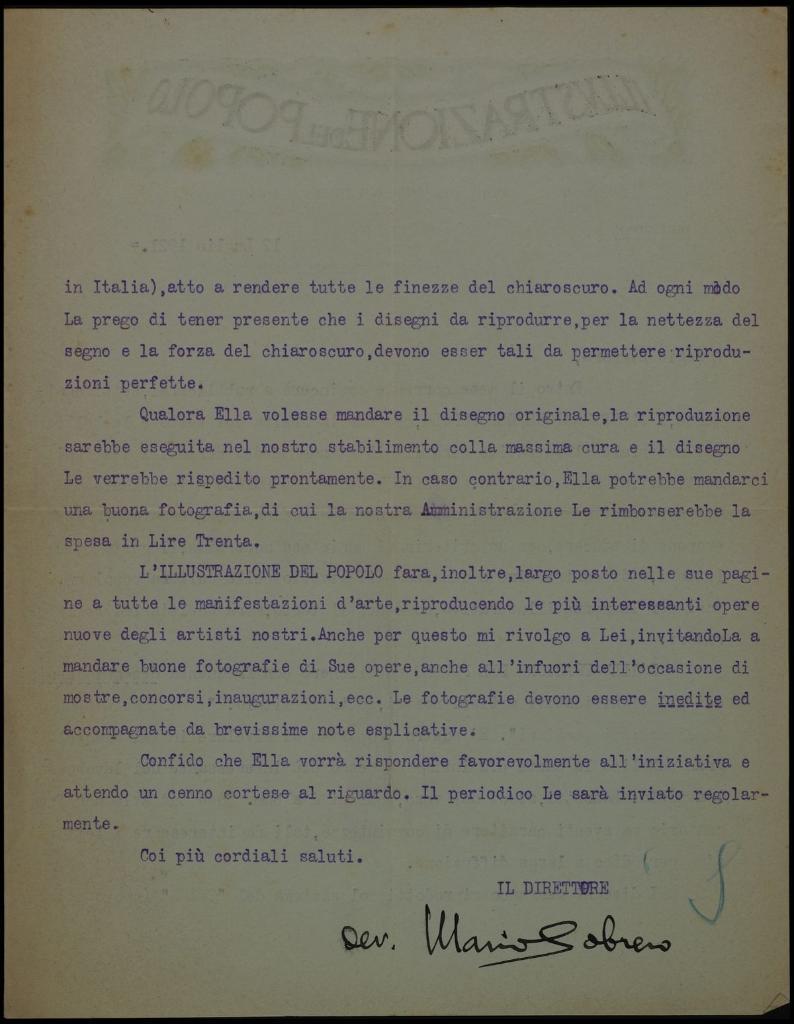 ILLVSTRAZIONE DEL POPOLO
in Italia),atto a rendere tutte le finezze del chiaroscuro. Ad ogni modo
La prego di tener presente che i disegni da riprodurre,per la nettezza del
segno e la forza del chiaroscuro,devono esser tali da permettere riprodu-
zioni perfette.
Qualora Ella volesse mandare il disegno originale,la riproduzione
sarebbe eseguita nel nostro stabilimento colla massima cura e il disegno
Le verrebbe rispedito prontamente. In caso contrario,Ella potrebbe mandarci
una buona fotografia,di cui la nostra Amministrazione Le rimborserebbe la
spesa in Lire Trenta.
L'ILLUSTRAZIONE DEL POPOLO fara,inoltre,largo posto nelle sue pagi-
ne a tutte le manifestazioni d'arte,riproducendo le più interessanti opere
nuove degli artisti nostri.Anche per questo mi rivolgo a Lei,invitandoLa a
mandare buone fotografie di Sue opere,anche all'infuori dell'occasione di
mostre,concorsi,inaugurazioni,ecc. Le fotografie devono essere inedite ed
accompagnate da brevissime note esplicative.
Confido che Ella vorrà rispondere favorevolmente all'iniziativa e
attendo un cenno cortese al riguardo. Il periodico Le sarà inviato regolar-
mente.
Coi più cordiali saluti.
IL DIRETTORE
dev. Mario Sobrero